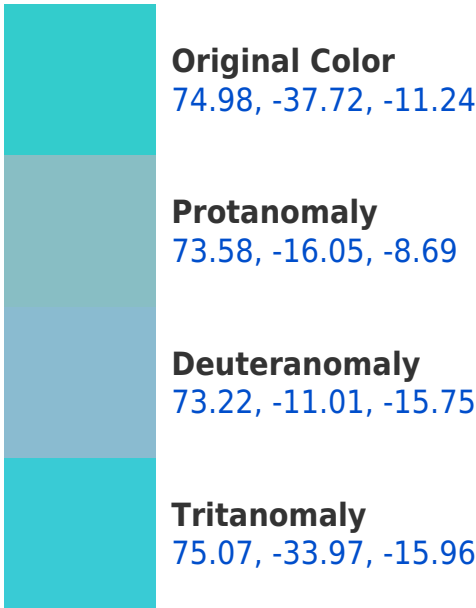 Original Color
74.98, -37.72, -11.24
Protanomaly
73.58, -16.05, -8.69
Deuteranomaly
73.22, -11.01, -15.75
Tritanomaly
75.07, -33.97, -15.96